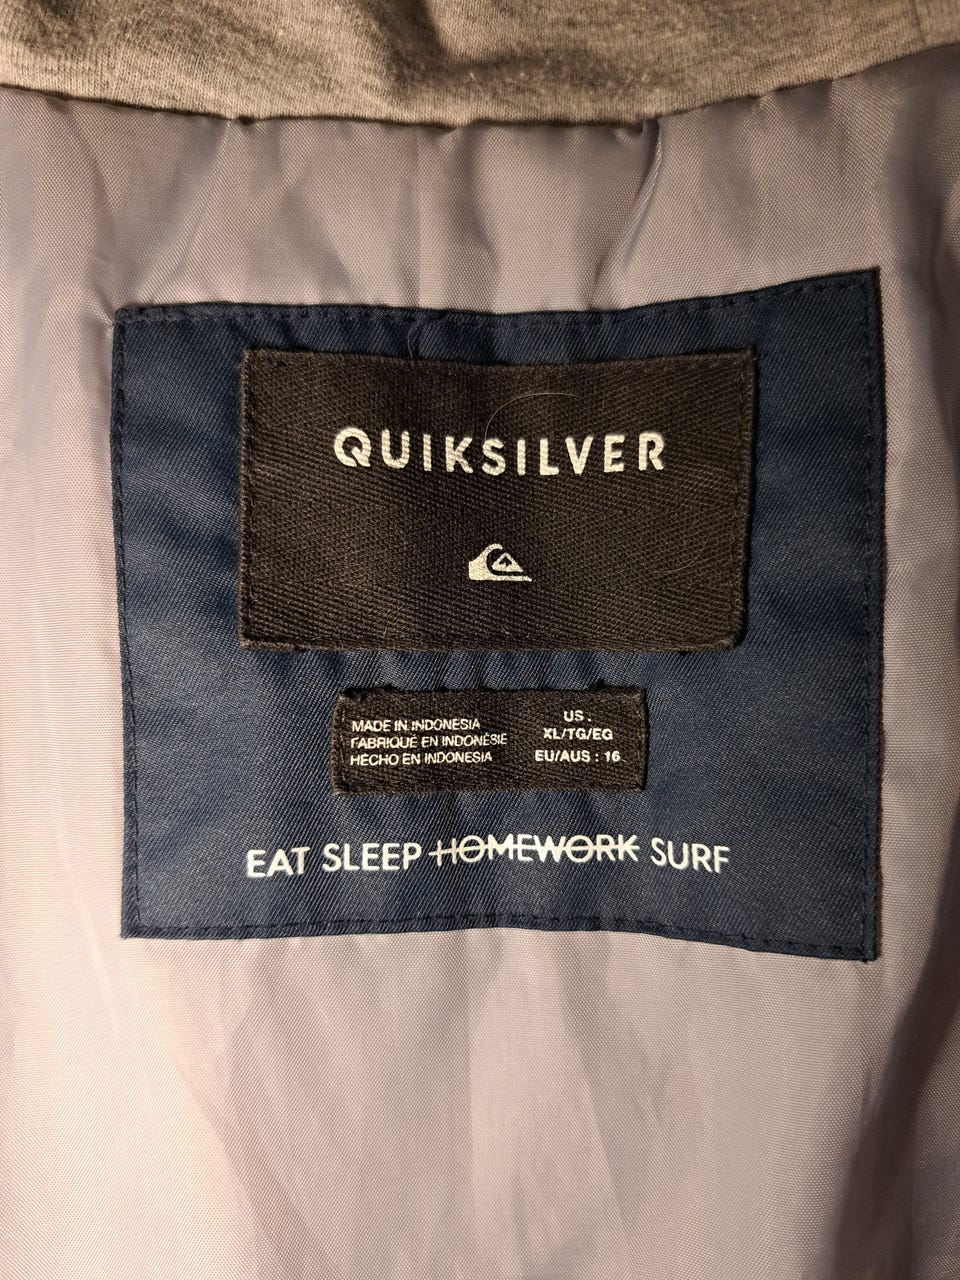 QUIKSILVER
MADE IN INDONESIA
FABRIQUÉ EN INDONÉSIE
HECHO EN INDONESIA
US :
XL/TG/EG
EU/AUS : 16
EAT SLEEP HOMEWORK SURF